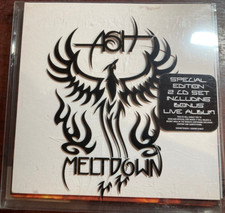 ASH
MELTDOWN
SPECIAL
EDITION
2 CD SET
INCLUDING
BONUS
LIVE ALBUM